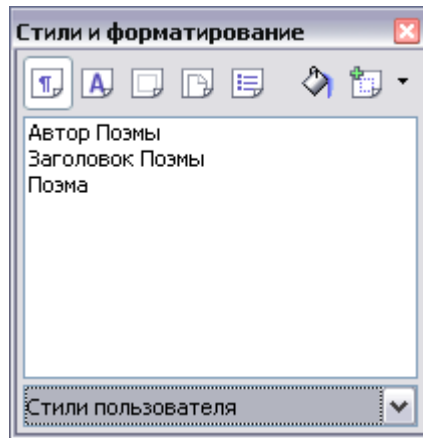 Стили и форматирование
Автор Поэмы
Заголовок Поэмы
Поэма
Стили пользователя